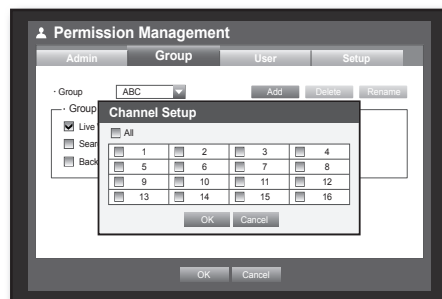 Permission Management
Admin Group User Setup
· Group ABC Add Delete Rename
· Group
Live
Sear
Back
Channel Setup
All
1 2 3 4
5 6 7 8
9 10 11 12
13 14 15 16
OK Cancel
OK Cancel